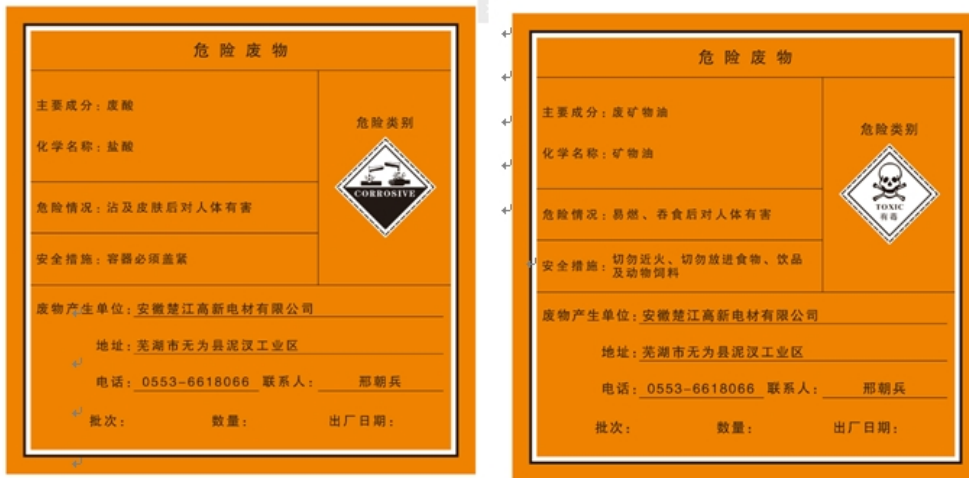 危险废物
主要成分：废酸
化学名称：盐酸
危险类别
CORROSIVE
危险情况：沾及皮肤后对人体有害
安全措施：容器必须盖紧
废物产生单位：安徽楚江高新电材有限公司
地址：芜湖市无为县泥汊工业区
电话：0553-6618066 联系人：邢朝兵
批次： 数量： 出厂日期：
危险废物
主要成分：废矿物油
化学名称：矿物油
危险类别
TOXIC
有毒
危险情况：易燃、吞食后对人体有害
安全措施：切勿近火、切勿放进食物、饮品
及动物饲料
废物产生单位：安徽楚江高新电材有限公司
地址：芜湖市无为县泥汊工业区
电话：0553-6618066 联系人：邢朝兵
批次： 数量： 出厂日期：